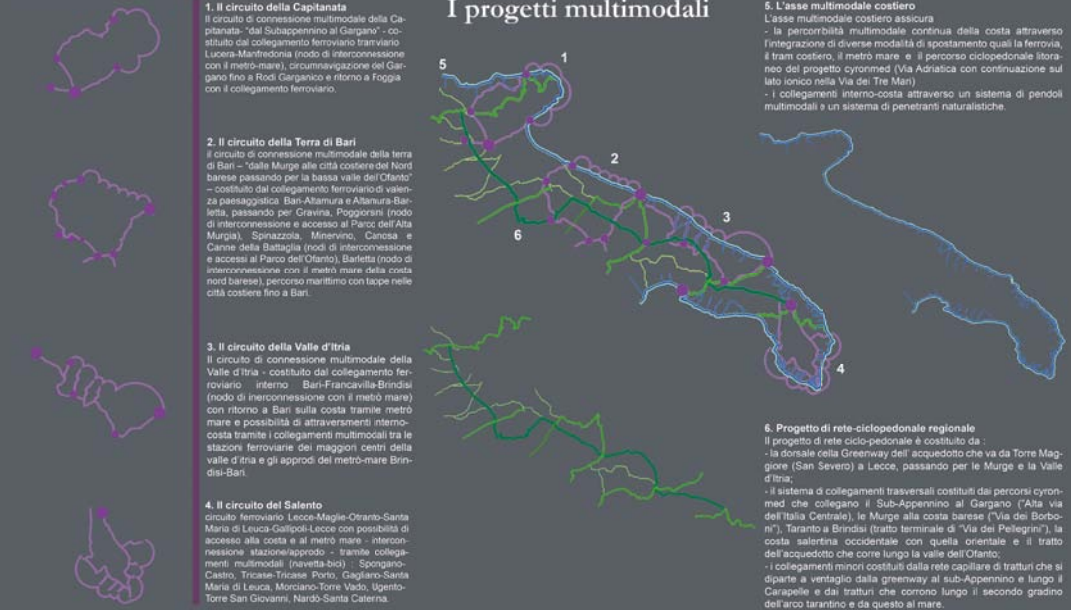 I progetti multimodali
1. Il circuito della Capitanata
Il circuito di connessione multimodale della Ca-
pitanata- "dal Subappennino al Gargano" - co-
stituito dal collegamento ferroviario tramviario
Lucera-Manfredonia (nodo di interconnessione
con il metrò-mare), circumnavigazione del Gar-
gano fino a Rodi Garganico e ritorno a Foggia
con il collegamento ferroviario.
2. Il circuito della Terra di Bari
il circuito di connessione multimodale della terra
di Bari – "dalle Murge alle città costiere del Nord
barese passando per la bassa valle dell'Ofanto"
– costituito dal collegamento ferroviario di valen-
za paesaggistica Bari-Altamura e Altamura-Bar-
letta, passando per Gravina, Poggiorsini (nodo
di interconnessione e accesso al Parco dell'Alta
Murgia), Spinazzola, Minervino, Canosa e
Canne della Battaglia (nodi di interconnessione
e accessi al Parco dell'Ofanto), Barletta (nodo di
interconnessione con il metrò mare della costa
nord barese), percorso marittimo con tappe nelle
città costiere fino a Bari.
3. Il circuito della Valle d'Itria
Il circuito di connessione multimodale della
Valle d'Itria - costituito dal collegamento fer-
roviario interno Bari-Francavilla-Brindisi
(nodo di inerconnessione con il metrò mare)
con ritorno a Bari sulla costa tramile metrò
mare e possibilità di attraversmenti interno-
costa tramite i collegamenti multimodali tra le
stazioni ferroviarie dei maggiori centri della
valle d'itria e gli approdi del metrò-mare Brin-
disi-Bari.
4. Il circuito del Salento
circuito ferroviario Lecce-Maglie-Otranto-Santa
Maria di Leuca-Gallipoli-Lecce con possibilità di
accesso alla costa e al metrò mare - intercon-
nessione stazione/approdo - tramite collega-
menti multimodali (navetta-bici) : Spongano-
Castro, Tricase-Tricase Porto, Gagliano-Santa
Maria di Leuca, Morciano-Torre Vado, Ugento-
Torre San Giovanni, Nardò-Santa Caterna.
5
1
2
3
6
4
5. L'asse multimodale costiero
L'asse multimodale costiero assicura
- la percorribilità multimodale continua della costa attraverso
l'integrazione di diverse modalità di spostamento quali la ferrovia,
il tram costiero, il metrò mare e il percorso ciclopedonale litora-
neo del progetto cyronmed (Via Adriatica con continuazione sul
lato ionico nella Via dei Tre Mari)
- i collegamenti interno-costa attraverso un sistema di pendoli
multimodali e un sistema di penetranti naturalistiche.
6. Progetto di rete-ciclopedonale regionale
Il progetto di rete ciclo-pedonale è costituito da :
- la dorsale della Greenway dell' acquedotto che va da Torre Mag-
giore (San Severo) a Lecce, passando per le Murge e la Valle
d'Itria;
- il sistema di collegamenti trasversali costituiti dai percorsi cyron-
med che collegano il Sub-Appennino al Gargano ("Alta via
dell'Italia Centrale), le Murge alla costa barese ("Via dei Borbo-
ni"), Taranto a Brindisi (tratto terminale di "Via dei Pellegrini"), la
costa salentina occidentale con quella orientale e il tratto
dell'acquedotto che corre lungo la valle dell'Ofanto;
- i collegamenti minori costituiti dalla rete capillare di tratturi che si
diparte a ventaglio dalla greenway al sub-Appennino e lungo il
Carapelle e dai tratturi che corrono lungo il secondo gradino
dell'arco tarantino e da questo al mare.